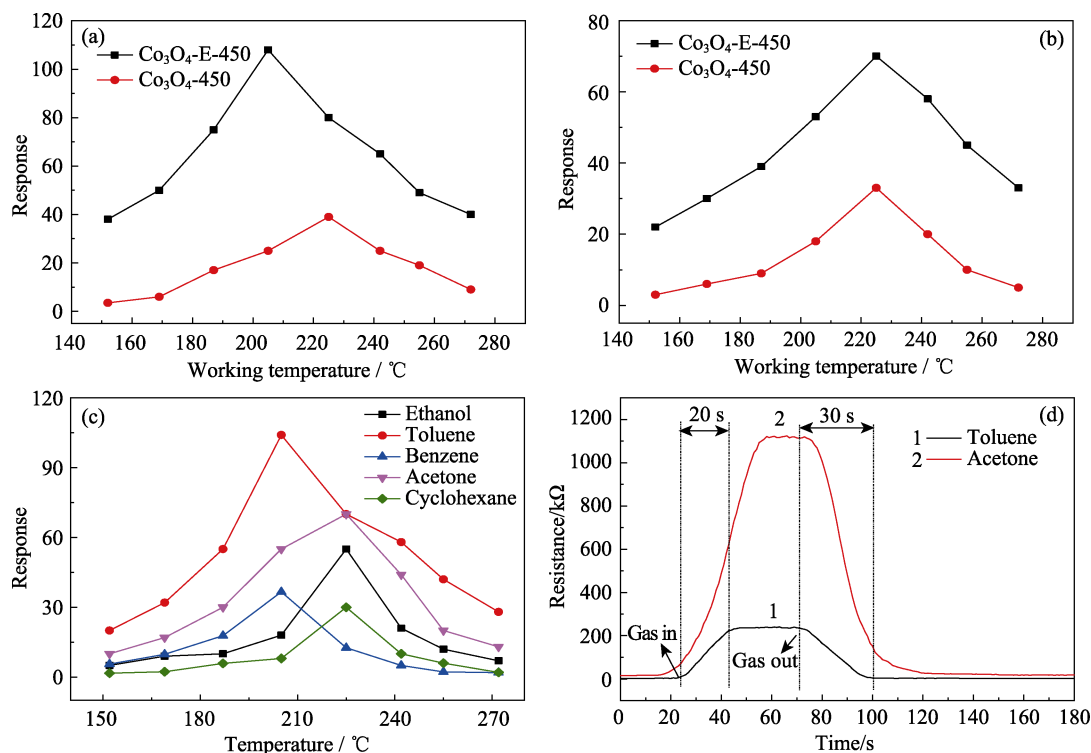 (a)
Co₃O₄-E-450
Co₃O₄-450
Response
120
100
80
60
40
20
0
140 160 180 200 220 240 260 280
Working temperature / ℃
(b)
Co₃O₄-E-450
Co₃O₄-450
Response
80
60
40
20
0
140 160 180 200 220 240 260 280
Working temperature / ℃
(c)
Ethanol
Toluene
Benzene
Acetone
Cyclohexane
Response
120
90
60
30
0
150 180 210 240 270
Temperature / ℃
(d)
20 s
2
30 s
1 Toluene
2 Acetone
1
Gas in
Gas out
Resistance/kΩ
1200
1000
800
600
400
200
0
0 20 40 60 80 100 120 140 160 180
Time/s